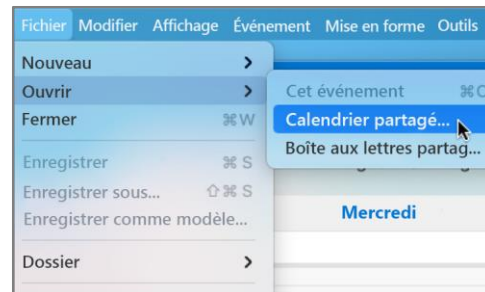 Fichier Modifier Affichage Événement Mise en forme Outils
Nouveau >
Ouvrir >
Cet événement ⌘
Fermer ⌘ W
Calendrier partagé...
Boîte aux lettres partag...
Enregistrer ⌘ S
Enregistrer sous... ⇧ ⌘ S
Enregistrer comme modèle...
Mercredi
Dossier >